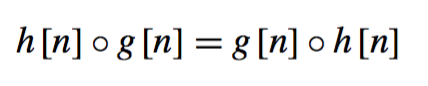 h[n] ∘ g[n] = g[n] ∘ h[n]